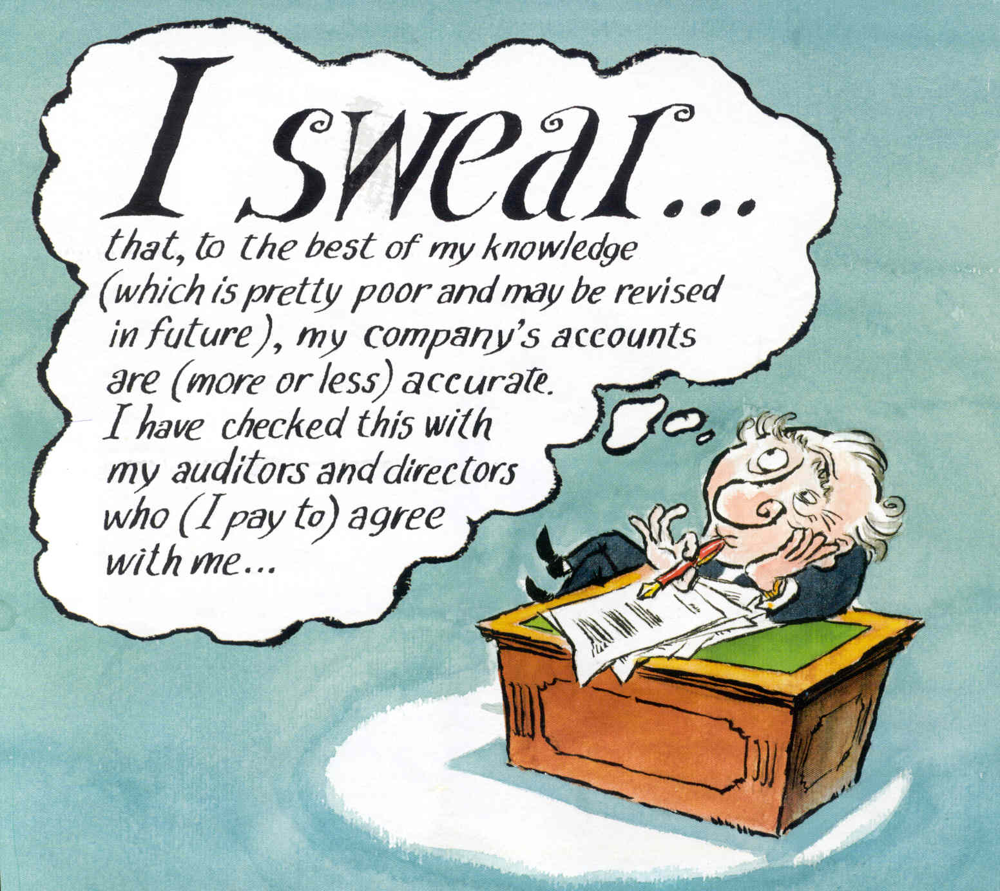 I swear...
that, to the best of my knowledge
(which is pretty poor and may be revised
in future), my company's accounts
are (more or less) accurate.
I have checked this with
my auditors and directors
who (I pay to) agree
with me...